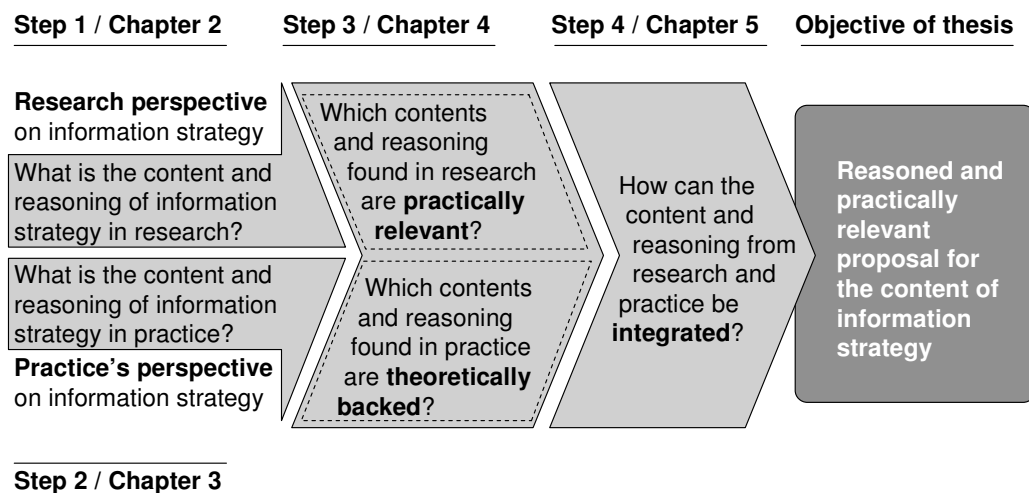 Step 1 / Chapter 2
Step 3 / Chapter 4
Step 4 / Chapter 5
Objective of thesis
Research perspective
on information strategy
What is the content and
reasoning of information
strategy in research?
What is the content and
reasoning of information
strategy in practice?
Practice’s perspective
on information strategy
Step 2 / Chapter 3
Which contents
and reasoning
found in research
are practically
relevant?
Which contents
and reasoning
found in practice
are theoretically
backed?
How can the
content and
reasoning from
research and
practice be
integrated?
Reasoned and
practically
relevant
proposal for
the content of
information
strategy